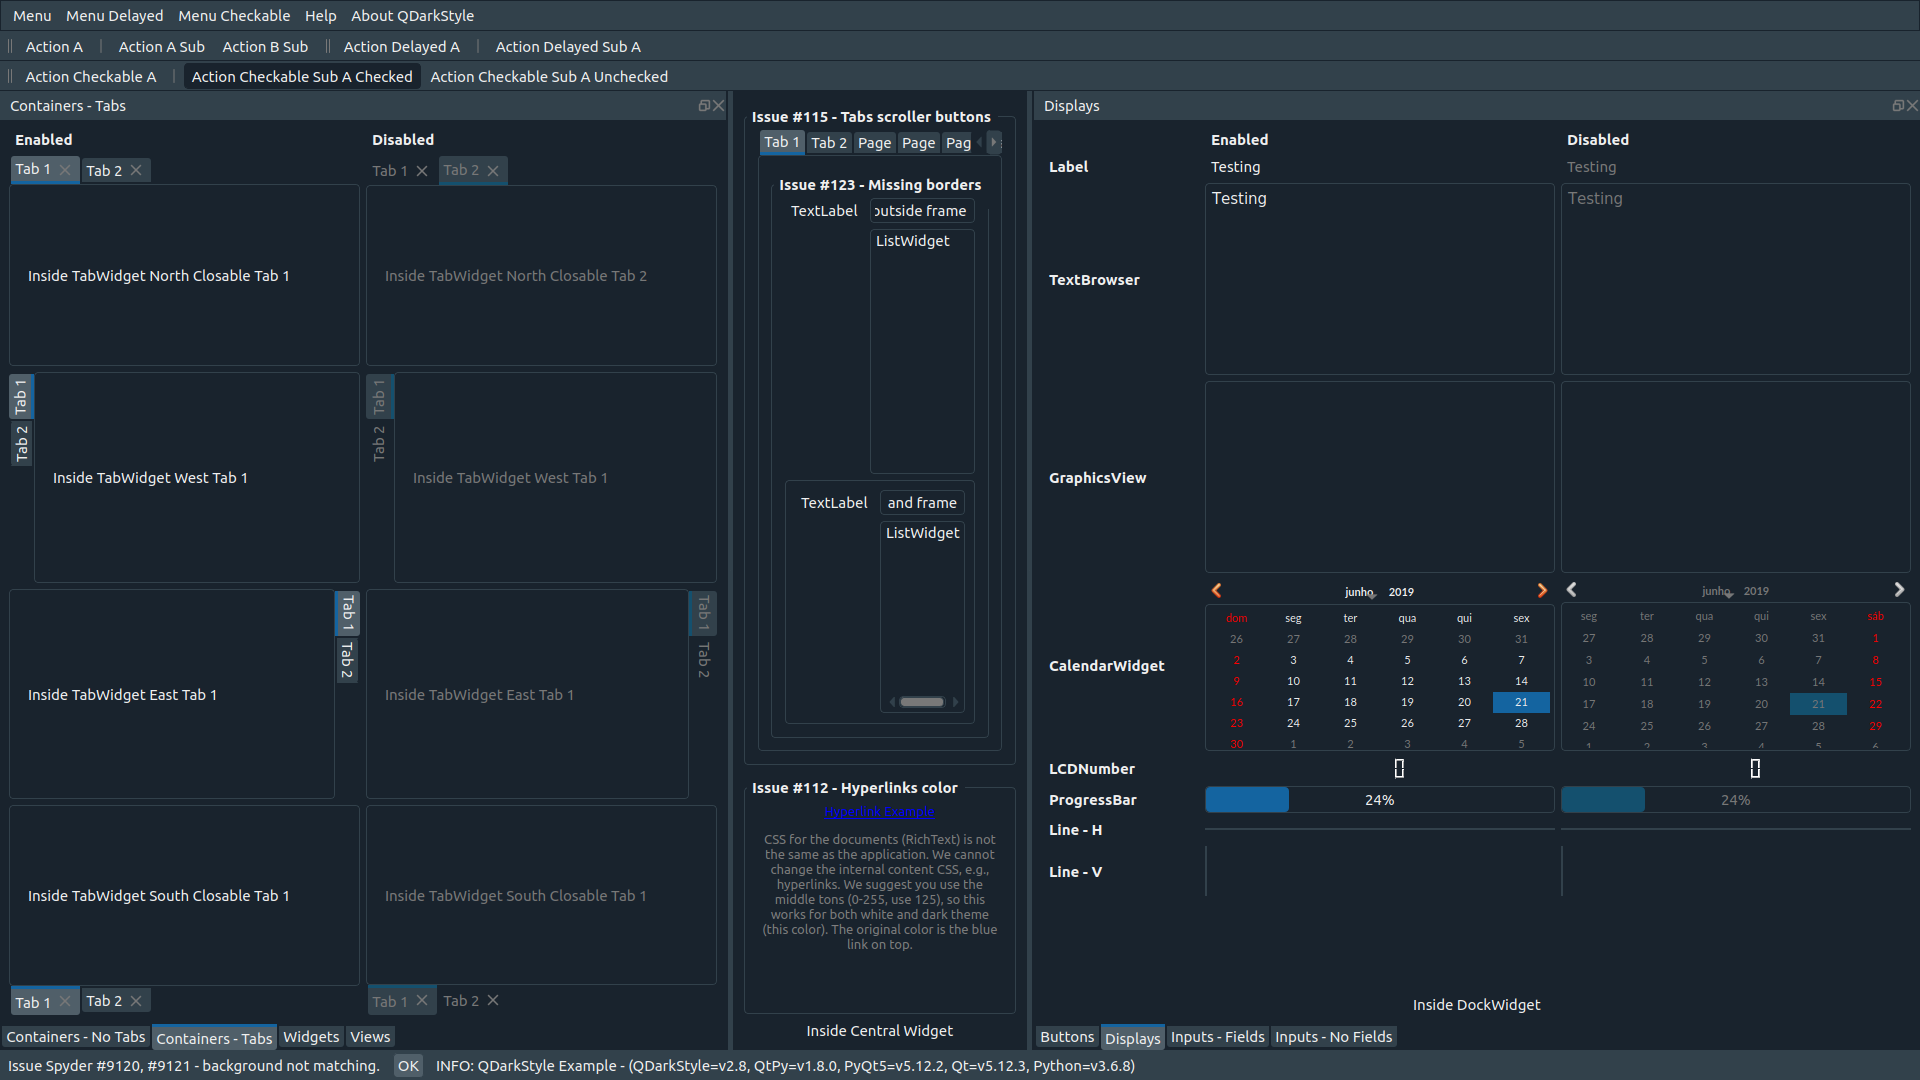 Menu Menu Delayed Menu Checkable Help About QDarkStyle
Action A Action A Sub Action B Sub Action Delayed A Action Delayed Sub A
Action Checkable A Action Checkable Sub A Checked Action Checkable Sub A Unchecked
Containers - Tabs
Enabled Disabled
Tab 1 Tab 2 Tab 1 Tab 2
Inside TabWidget North Closable Tab 1 Inside TabWidget North Closable Tab 2
Tab 1 Tab 1
Tab 2 Tab 2
Inside TabWidget West Tab 1 Inside TabWidget West Tab 1
Tab 1 Tab 1
Tab 2 Tab 2
Inside TabWidget East Tab 1 Inside TabWidget East Tab 1
Inside TabWidget South Closable Tab 1 Inside TabWidget South Closable Tab 1
Tab 1 Tab 2 Tab 1 Tab 2
Containers - No Tabs Containers - Tabs Widgets Views
Issue #115 - Tabs scroller buttons
Tab 1 Tab 2 Page Page Pag
Issue #123 - Missing borders
TextLabel outside frame
ListWidget
TextLabel and frame
ListWidget
Issue #112 - Hyperlinks color
Hyperlink Example
CSS for the documents (RichText) is not
the same as the application. We cannot
change the internal content CSS, e.g.,
hyperlinks. We suggest you use the
middle tons (0-255, use 125), so this
works for both white and dark theme
(this color). The original color is the blue
link on top.
Inside Central Widget
Displays
Enabled Disabled
Label Testing Testing
Testing Testing
TextBrowser
GraphicsView
CalendarWidget
junho 2019
dom seg ter qua qui sex
26 27 28 29 30 31
2 3 4 5 6 7
9 10 11 12 13 14
16 17 18 19 20 21
23 24 25 26 27 28
30 1 2 3 4 5
junho 2019
seg ter qua qui sex sáb
27 28 29 30 31 1
3 4 5 6 7 8
10 11 12 13 14 15
17 18 19 20 21 22
24 25 26 27 28 29
1 2 3 4 5 6
LCDNumber 0 0
ProgressBar 24% 24%
Line - H
Line - V
Inside DockWidget
Buttons Displays Inputs - Fields Inputs - No Fields
Issue Spyder #9120, #9121 - background not matching. OK INFO: QDarkStyle Example - (QDarkStyle=v2.8, QtPy=v1.8.0, PyQt5=v5.12.2, Qt=v5.12.3, Python=v3.6.8)